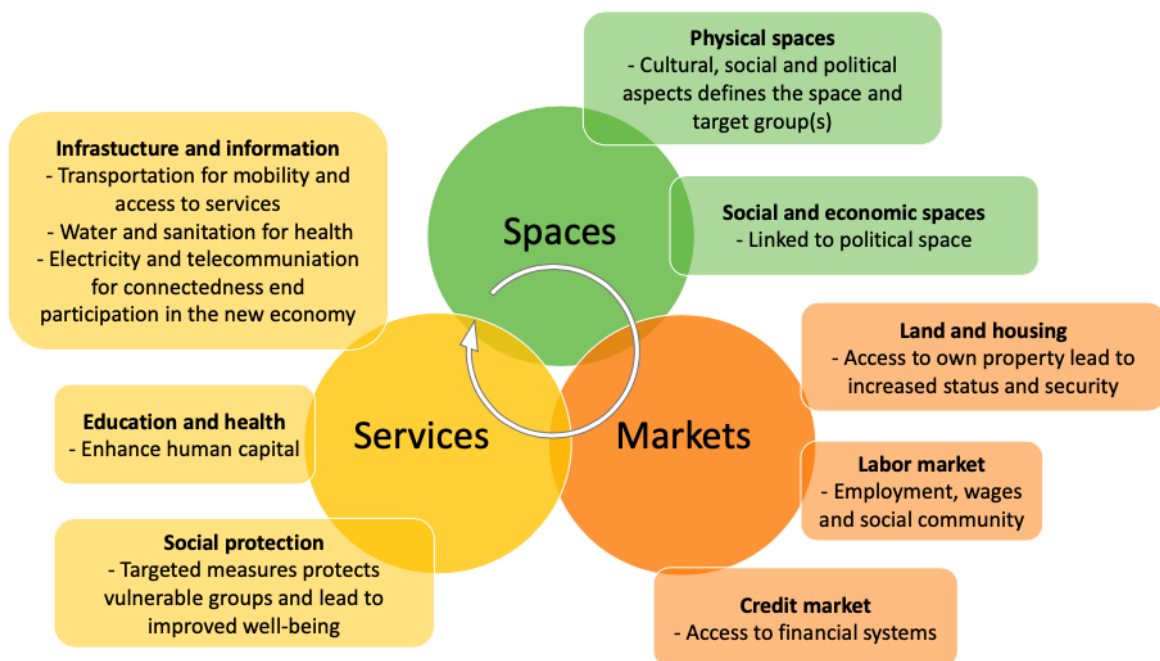 Physical spaces
- Cultural, social and political
aspects defines the space and
target group(s)
Social and economic spaces
- Linked to political space
Spaces
Infrastucture and information
- Transportation for mobility and
access to services
- Water and sanitation for health
- Electricity and telecommuniation
for connectedness end
participation in the new economy
Education and health
- Enhance human capital
Social protection
- Targeted measures protects
vulnerable groups and lead to
improved well-being
Services
Markets
Land and housing
- Access to own property lead to
increased status and security
Labor market
- Employment, wages
and social community
Credit market
- Access to financial systems